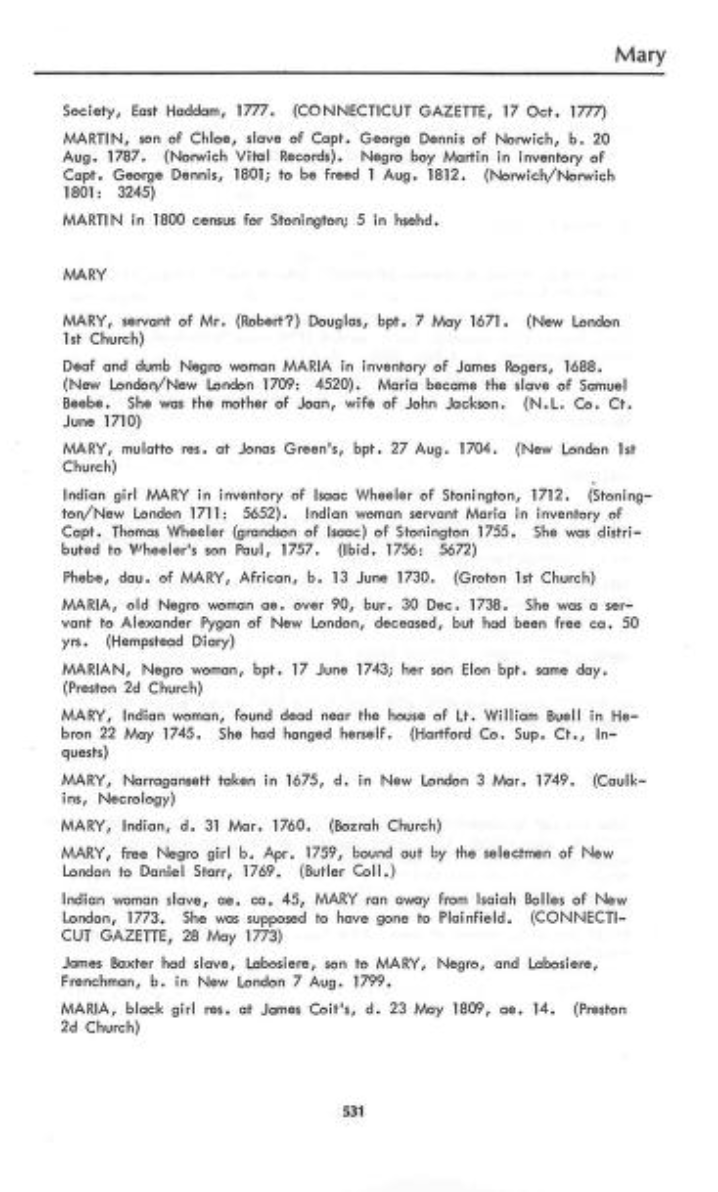 Mary
Society, East Haddam, 1777. (CONNECTICUT GAZETTE, 17 Oct. 1777)
MARTIN, son of Chloe, slave of Capt. George Dennis of Norwich, b. 20
Aug. 1787. (Norwich Vital Records). Negro boy Martin in inventory of
Capt. George Dennis, 1801; to be freed 1 Aug. 1812. (Norwich/Norwich
1801: 3245)
MARTIN in 1800 census for Stonington; 5 in hsehd.
MARY
MARY, servant of Mr. (Robert?) Douglas, bpt. 7 May 1671. (New London
1st Church)
Deaf and dumb Negro woman MARIA in inventory of James Rogers, 1688.
(New London/New London 1709: 4520). Maria became the slave of Samuel
Beebe. She was the mother of Joan, wife of John Jackson. (N.L. Co. Ct.
June 1710)
MARY, mulatto res. at Jonas Green's, bpt. 27 Aug. 1704. (New London 1st
Church)
Indian girl MARY in inventory of Isaac Wheeler of Stonington, 1712. (Stoning-
ton/New London 1711: 5652). Indian woman servant Maria in inventory of
Capt. Thomas Wheeler (grandson of Isaac) of Stonington 1755. She was distri-
buted to Wheeler's son Paul, 1757. (Ibid. 1756: 5672)
Phebe, dau. of MARY, African, b. 13 June 1730. (Groton 1st Church)
MARIA, old Negro woman ae. over 90, bur. 30 Dec. 1738. She was a ser-
vant to Alexander Pygan of New London, deceased, but had been free ca. 50
yrs. (Hempstead Diary)
MARIAN, Negro woman, bpt. 17 June 1743; her son Elon bpt. same day.
(Preston 2d Church)
MARY, Indian woman, found dead near the house of Lt. William Buell in He-
bron 22 May 1745. She had hanged herself. (Hartford Co. Sup. Ct., In-
quests)
MARY, Narragansett taken in 1675, d. in New London 3 Mar. 1749. (Caulk-
ins, Necrology)
MARY, Indian, d. 31 Mar. 1760. (Bozrah Church)
MARY, free Negro girl b. Apr. 1759, bound out by the selectmen of New
London to Daniel Starr, 1769. (Butler Coll.)
Indian woman slave, ae. ca. 45, MARY ran away from Isaiah Bolles of New
London, 1773. She was supposed to have gone to Plainfield. (CONNECTI-
CUT GAZETTE, 28 May 1773)
James Baxter had slave, Labosiere, son to MARY, Negro, and Labosiere,
Frenchman, b. in New London 7 Aug. 1799.
MARIA, black girl res. at James Coit's, d. 23 May 1809, ae. 14. (Preston
2d Church)
531